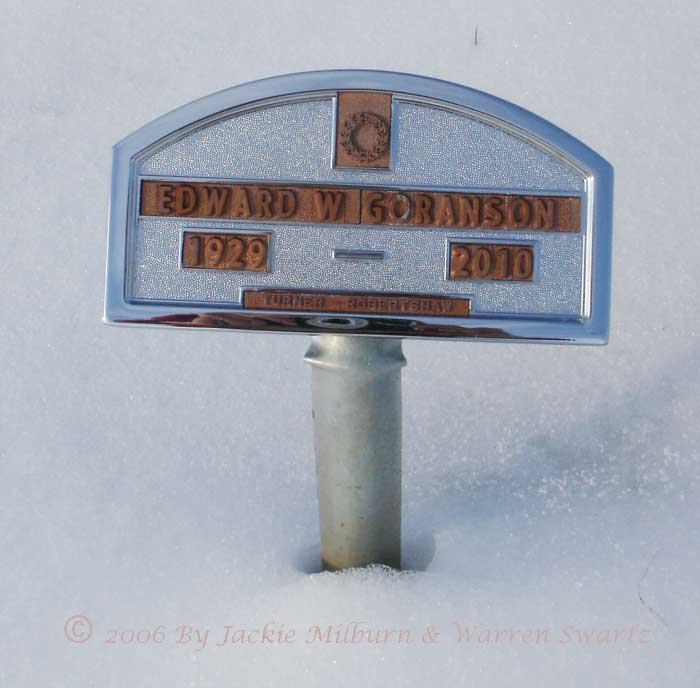 EDWARD W GORANSON
1929 — 2010
TURNER ROBERTSHAW
© 2006 By Jackie Milburn & Warren Swartz